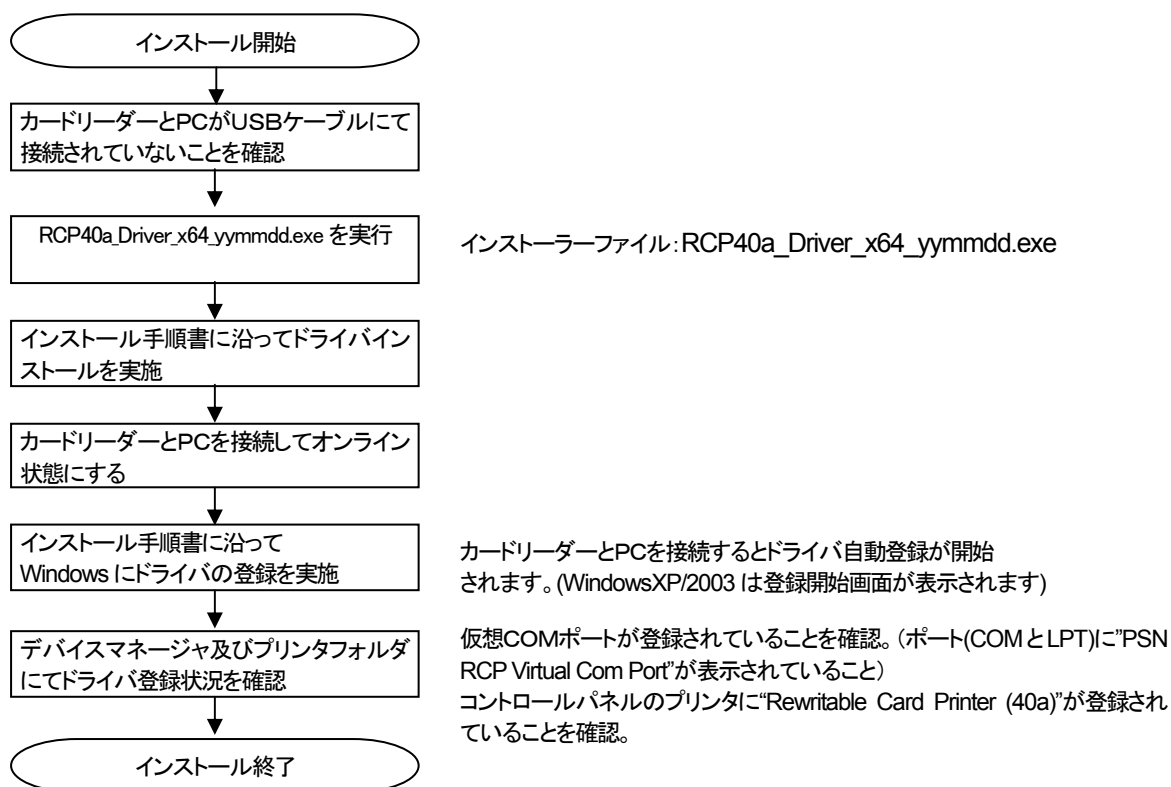 インストール開始
カードリーダーとPCがUSBケーブルにて
接続されていないことを確認
RCP40a_Driver_x64_yymmdd.exe を実行
インストーラーファイル：RCP40a_Driver_x64_yymmdd.exe
インストール手順書に沿ってドライバイン
ストールを実施
カードリーダーとPCを接続してオンライン
状態にする
インストール手順書に沿って
Windows にドライバの登録を実施
カードリーダーとPCを接続するとドライバ自動登録が開始
されます。(WindowsXP/2003 は登録開始画面が表示されます)
デバイスマネージャ及びプリンタフォルダ
にてドライバ登録状況を確認
仮想COMポートが登録されていることを確認。（ポート(COM と LPT)に”PSN
RCP Virtual Com Port”が表示されていること）
コントロールパネルのプリンタに“Rewritable Card Printer (40a)”が登録され
ていることを確認。
インストール終了